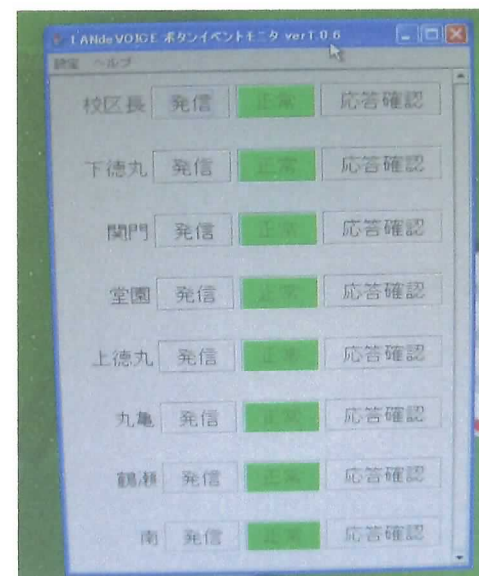 LANdeVOICE ボタンイベントモニタ ver1.0.6
設定 ヘルプ
校区長 発信 正常 応答確認
下徳丸 発信 正常 応答確認
関門 発信 正常 応答確認
堂園 発信 正常 応答確認
上徳丸 発信 正常 応答確認
丸亀 発信 正常 応答確認
鶴瀬 発信 正常 応答確認
南 発信 正常 応答確認